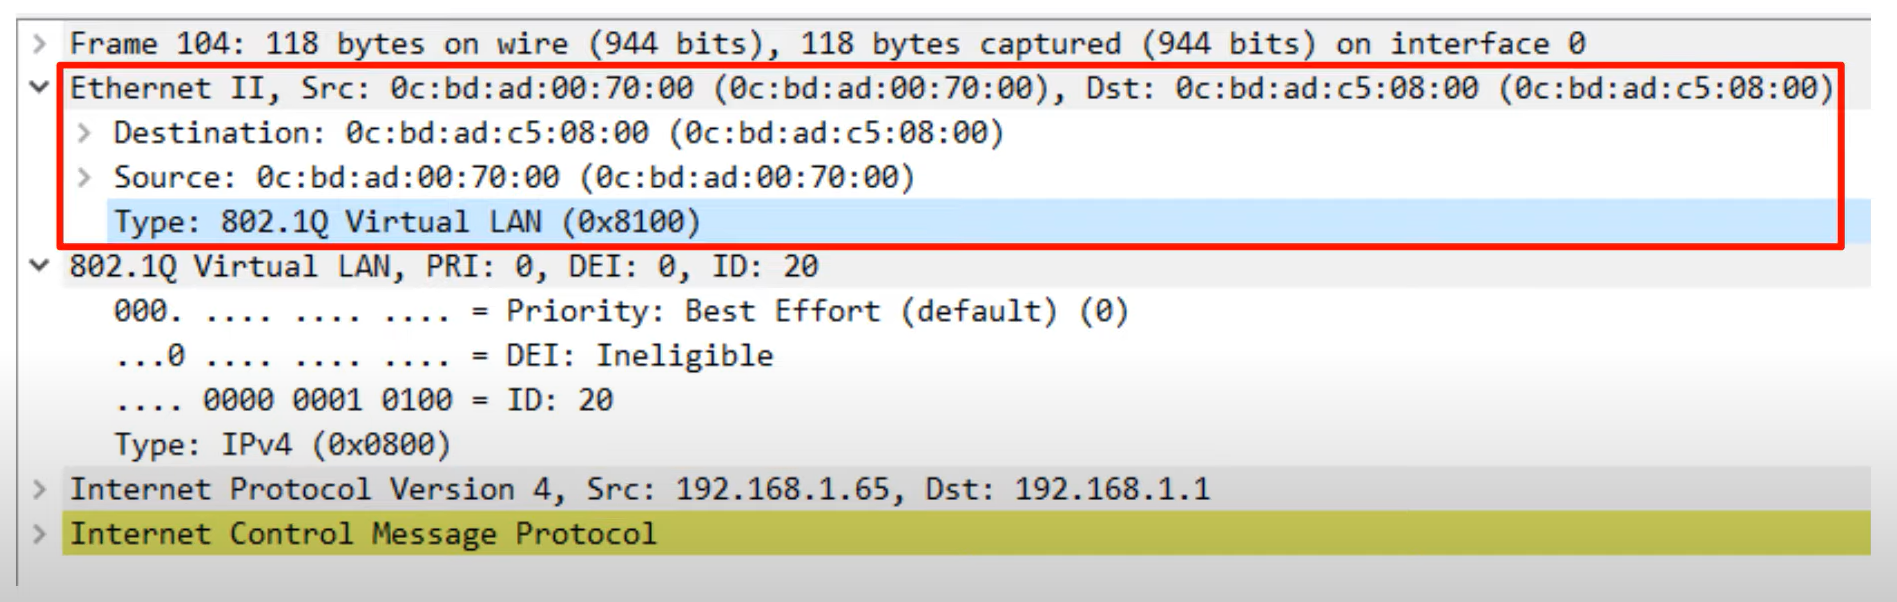 Frame 104: 118 bytes on wire (944 bits), 118 bytes captured (944 bits) on interface 0
Ethernet II, Src: 0c:bd:ad:00:70:00 (0c:bd:ad:00:70:00), Dst: 0c:bd:ad:c5:08:00 (0c:bd:ad:c5:08:00)
Destination: 0c:bd:ad:c5:08:00 (0c:bd:ad:c5:08:00)
Source: 0c:bd:ad:00:70:00 (0c:bd:ad:00:70:00)
Type: 802.1Q Virtual LAN (0x8100)
802.1Q Virtual LAN, PRI: 0, DEI: 0, ID: 20
000. .... .... .... = Priority: Best Effort (default) (0)
...0 .... .... .... = DEI: Ineligible
.... 0000 0001 0100 = ID: 20
Type: IPv4 (0x0800)
Internet Protocol Version 4, Src: 192.168.1.65, Dst: 192.168.1.1
Internet Control Message Protocol